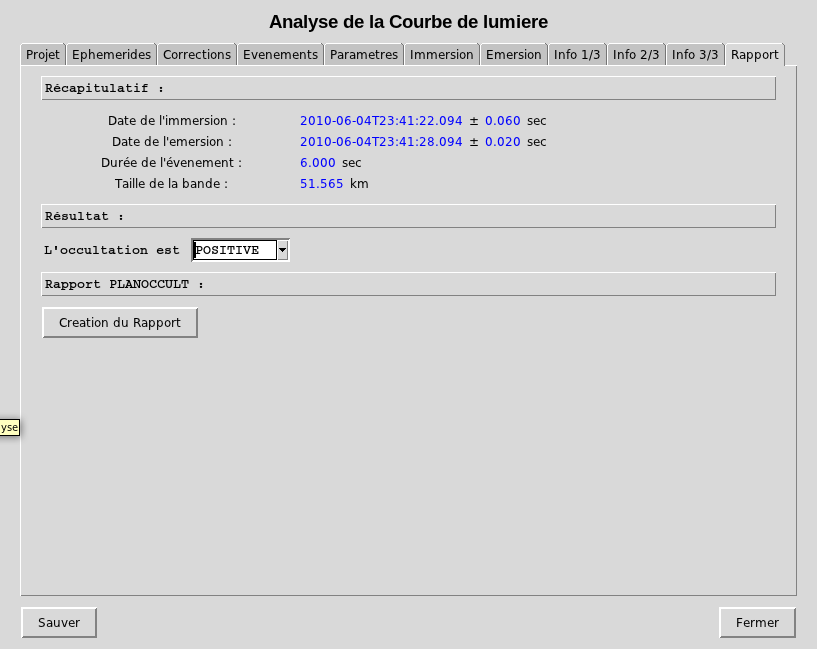 Analyse de la Courbe de lumiere
Projet Ephemerides Corrections Evenements Parametres Immersion Emersion Info 1/3 Info 2/3 Info 3/3 Rapport
Récapitulatif :
Date de l'immersion : 2010-06-04T23:41:22.094 ± 0.060 sec
Date de l'emersion : 2010-06-04T23:41:28.094 ± 0.020 sec
Durée de l'évenement : 6.000 sec
Taille de la bande : 51.565 km
Résultat :
L'occultation est POSITIVE
Rapport PLANOCCULT :
Creation du Rapport
yse
Sauver Fermer